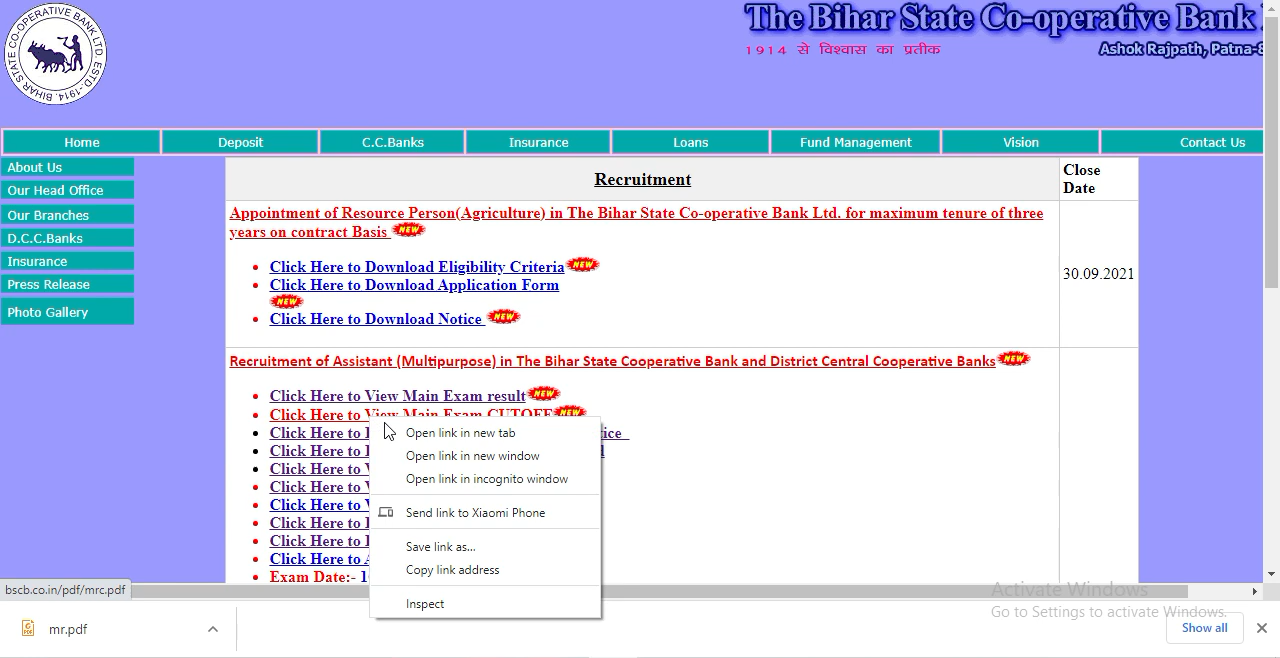 BIHAR STATE CO-OPERATIVE BANK LTD. ESTD.-1914
The Bihar State Co-operative Bank
1914 से विश्वास का प्रतीक
Ashok Rajpath, Patna-
Home Deposit C.C.Banks Insurance Loans Fund Management Vision Contact Us
About Us
Our Head Office
Our Branches
D.C.C.Banks
Insurance
Press Release
Photo Gallery
Recruitment
Close
Date
Appointment of Resource Person(Agriculture) in The Bihar State Co-operative Bank Ltd. for maximum tenure of three
years on contract Basis NEW
Click Here to Download Eligibility Criteria NEW
Click Here to Download Application Form
NEW
Click Here to Download Notice NEW
30.09.2021
Recruitment of Assistant (Multipurpose) in The Bihar State Cooperative Bank and District Central Cooperative Banks NEW
Click Here to View Main Exam result NEW
Click Here to View Main Exam CUTOFF NEW
Click Here to
Click Here to
Click Here to
Click Here to
Click Here to
Click Here to
Click Here to
Click Here to
Exam Date:-
Open link in new tab
Open link in new window
Open link in incognito window
Send link to Xiaomi Phone
Save link as...
Copy link address
Inspect
bscb.co.in/pdf/mrc.pdf
Activate Windows
Go to Settings to activate Windows.
mr.pdf
Show all